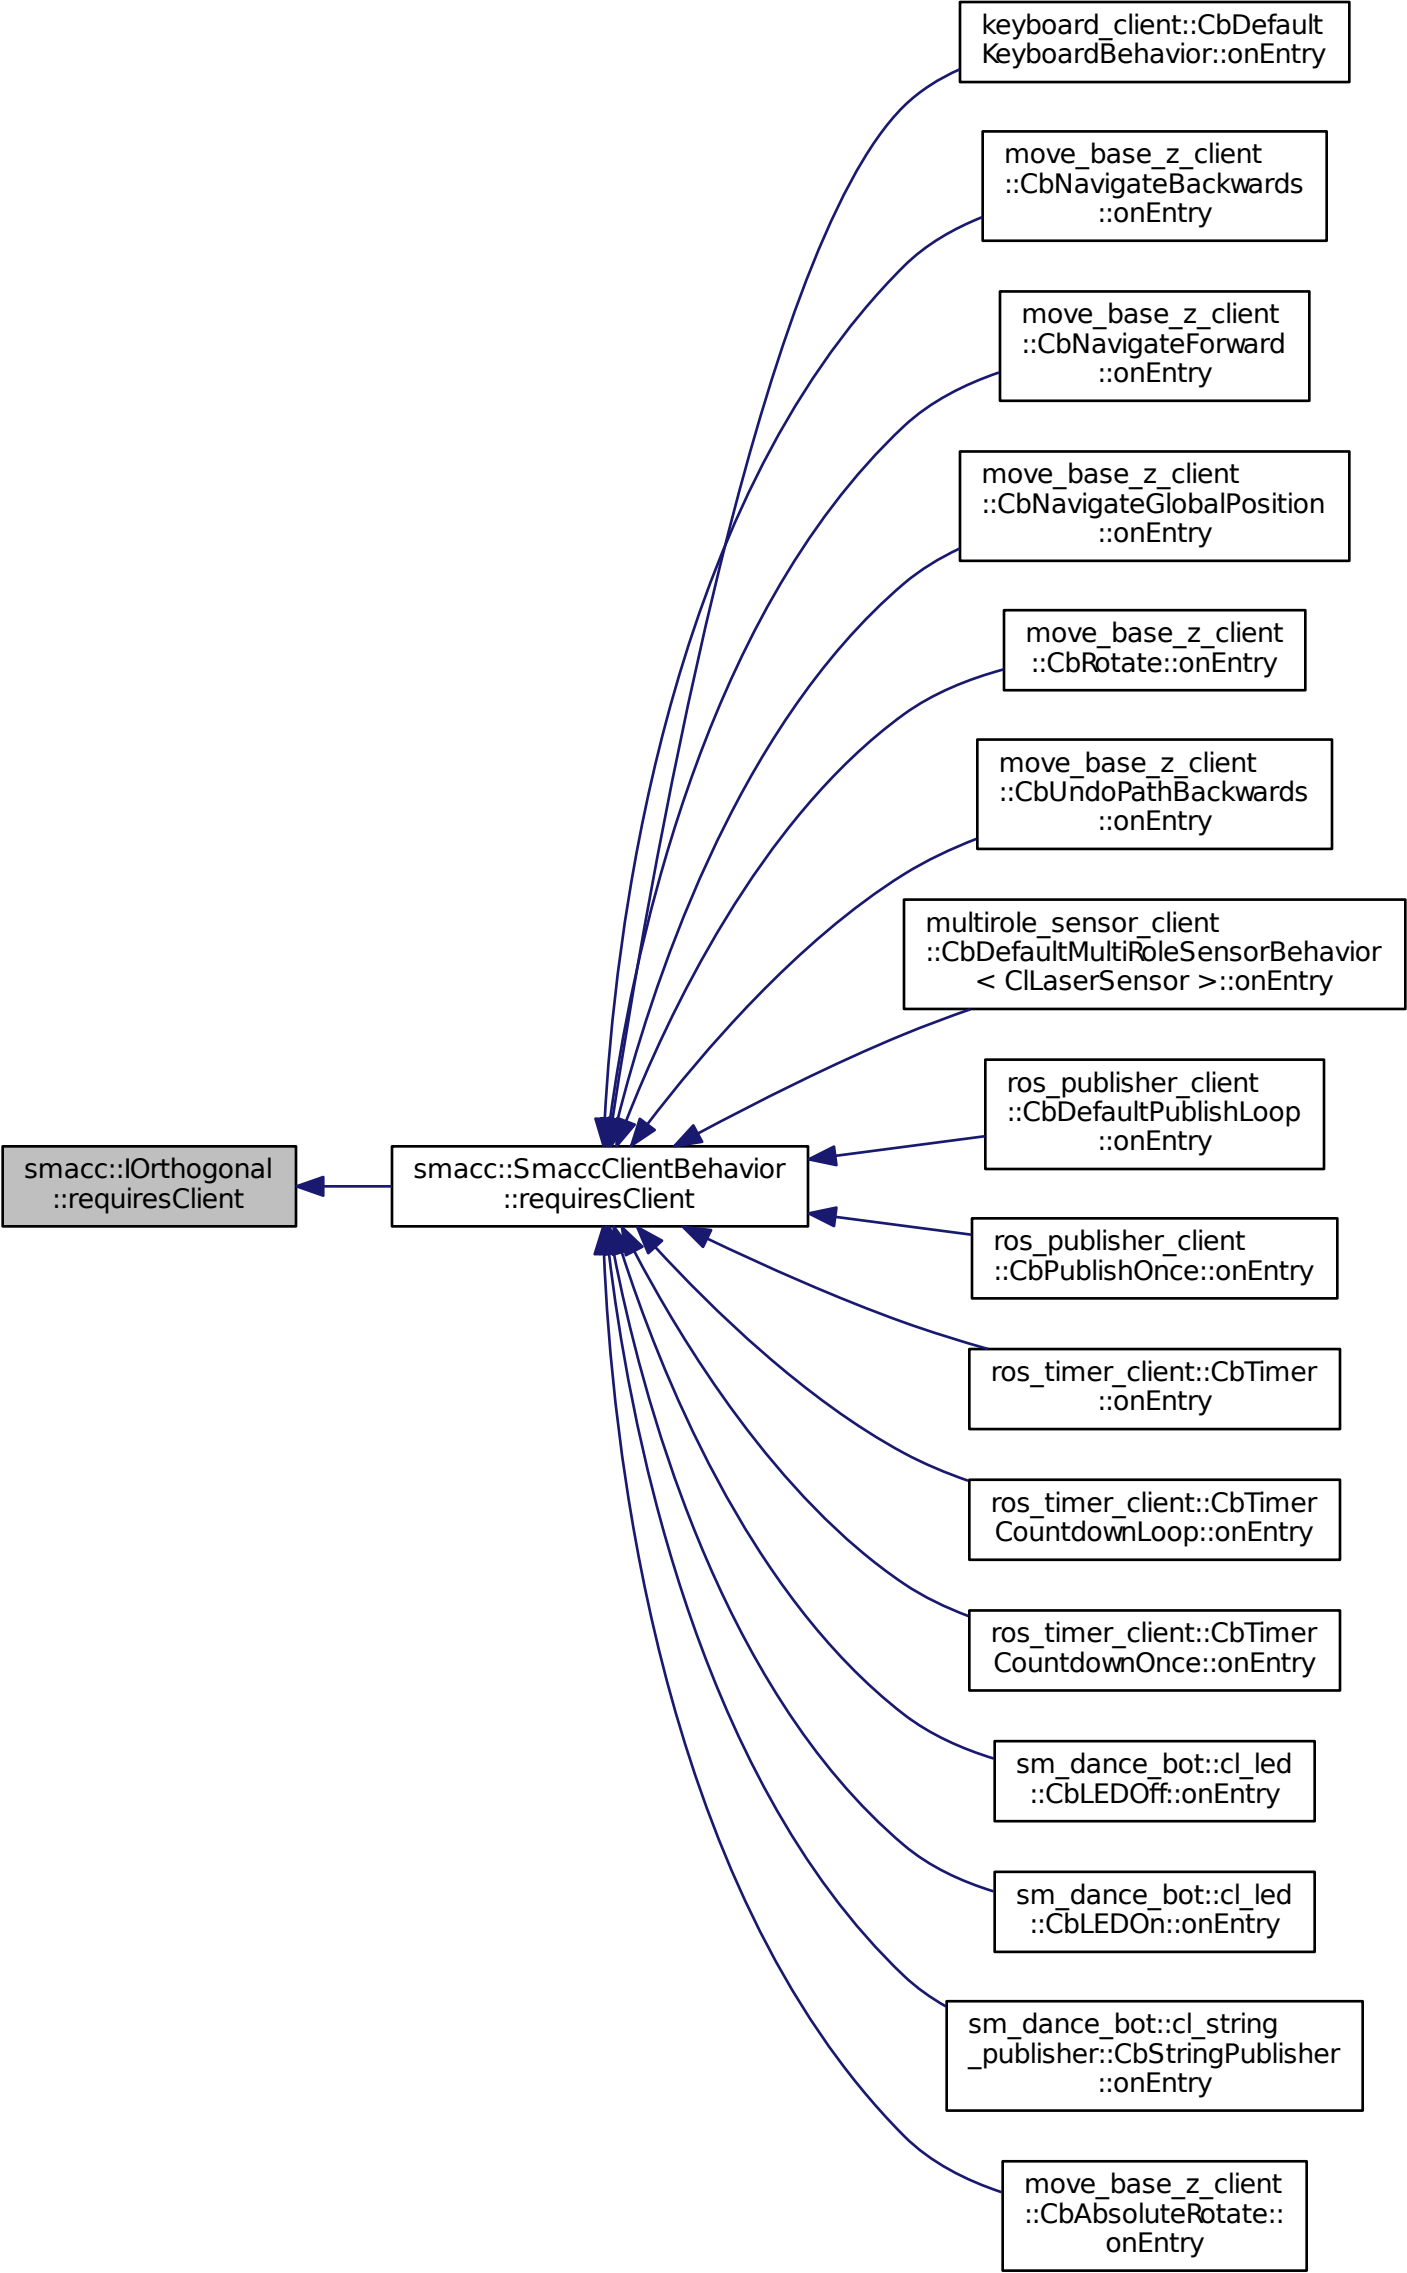 keyboard_client::CbDefault
KeyboardBehavior::onEntry
move_base_z_client
::CbNavigateBackwards
::onEntry
move_base_z_client
::CbNavigateForward
::onEntry
move_base_z_client
::CbNavigateGlobalPosition
::onEntry
move_base_z_client
::CbRotate::onEntry
move_base_z_client
::CbUndoPathBackwards
::onEntry
multirole_sensor_client
::CbDefaultMultiRoleSensorBehavior
< ClLaserSensor >::onEntry
ros_publisher_client
::CbDefaultPublishLoop
::onEntry
smacc::IOrthogonal
::requiresClient
smacc::SmaccClientBehavior
::requiresClient
ros_publisher_client
::CbPublishOnce::onEntry
ros_timer_client::CbTimer
::onEntry
ros_timer_client::CbTimer
CountdownLoop::onEntry
ros_timer_client::CbTimer
CountdownOnce::onEntry
sm_dance_bot::cl_led
::CbLEDOff::onEntry
sm_dance_bot::cl_led
::CbLEDOn::onEntry
sm_dance_bot::cl_string
_publisher::CbStringPublisher
::onEntry
move_base_z_client
::CbAbsoluteRotate::
onEntry